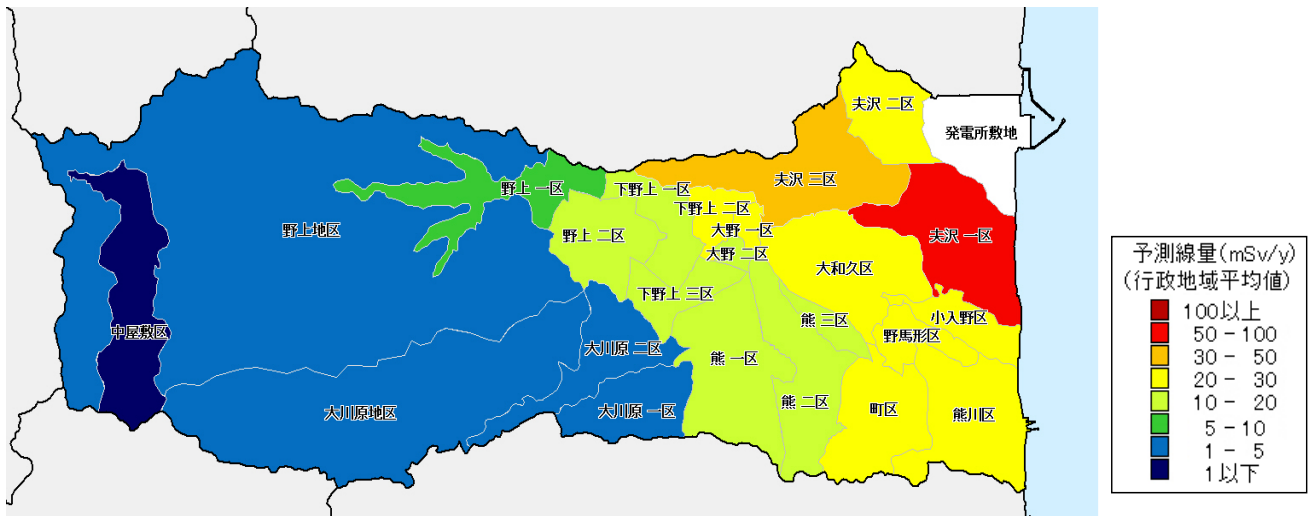 夫沢 二区
発電所敷地
夫沢 三区
野上 一区
下野上 一区
下野上 二区
大野 一区
大野 二区
野上 二区
野上地区
夫沢 一区
大和久区
下野上 三区
小入野区
熊 三区
野馬形区
中屋敷区
大川原 二区
熊 一区
大川原地区
大川原 一区
熊 二区
町区
熊川区
予測線量(mSv/y)
(行政地域平均値)
100以上
50 - 100
30 - 50
20 - 30
10 - 20
5 - 10
1 - 5
1以下